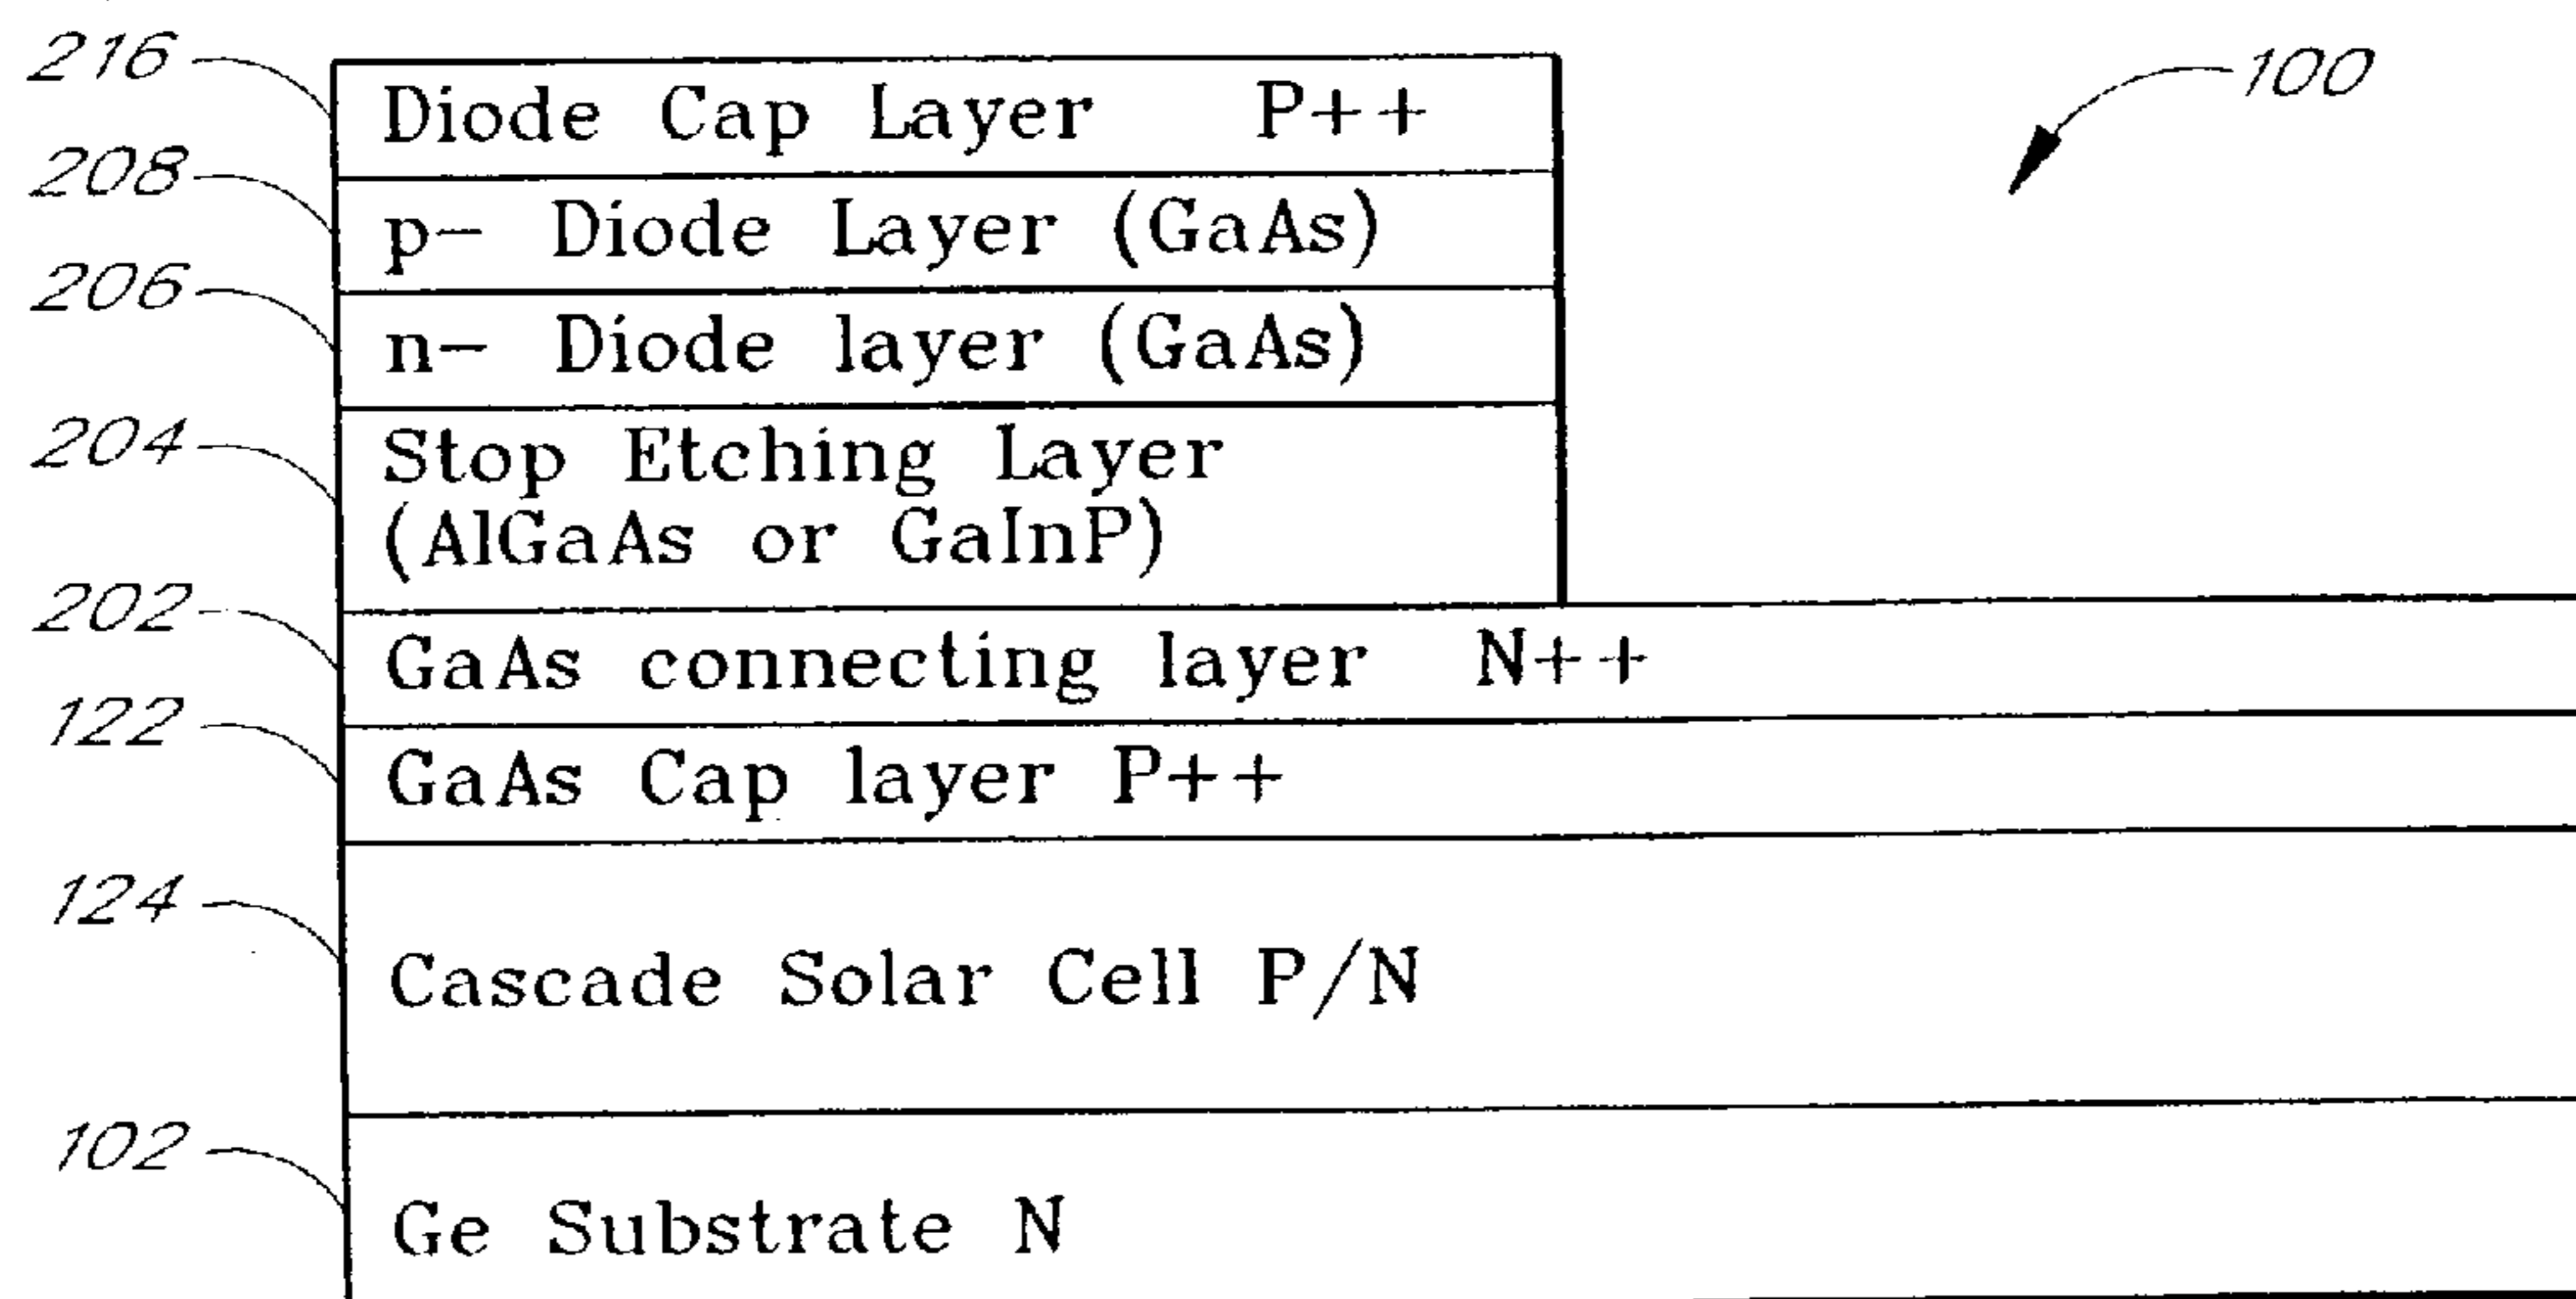 216 Diode Cap Layer P++
100
208 p- Diode Layer (GaAs)
206 n- Diode layer (GaAs)
204 Stop Etching Layer
(AlGaAs or GaInP)
202 GaAs connecting layer N++
122 GaAs Cap layer P++
124 Cascade Solar Cell P/N
102 Ge Substrate N